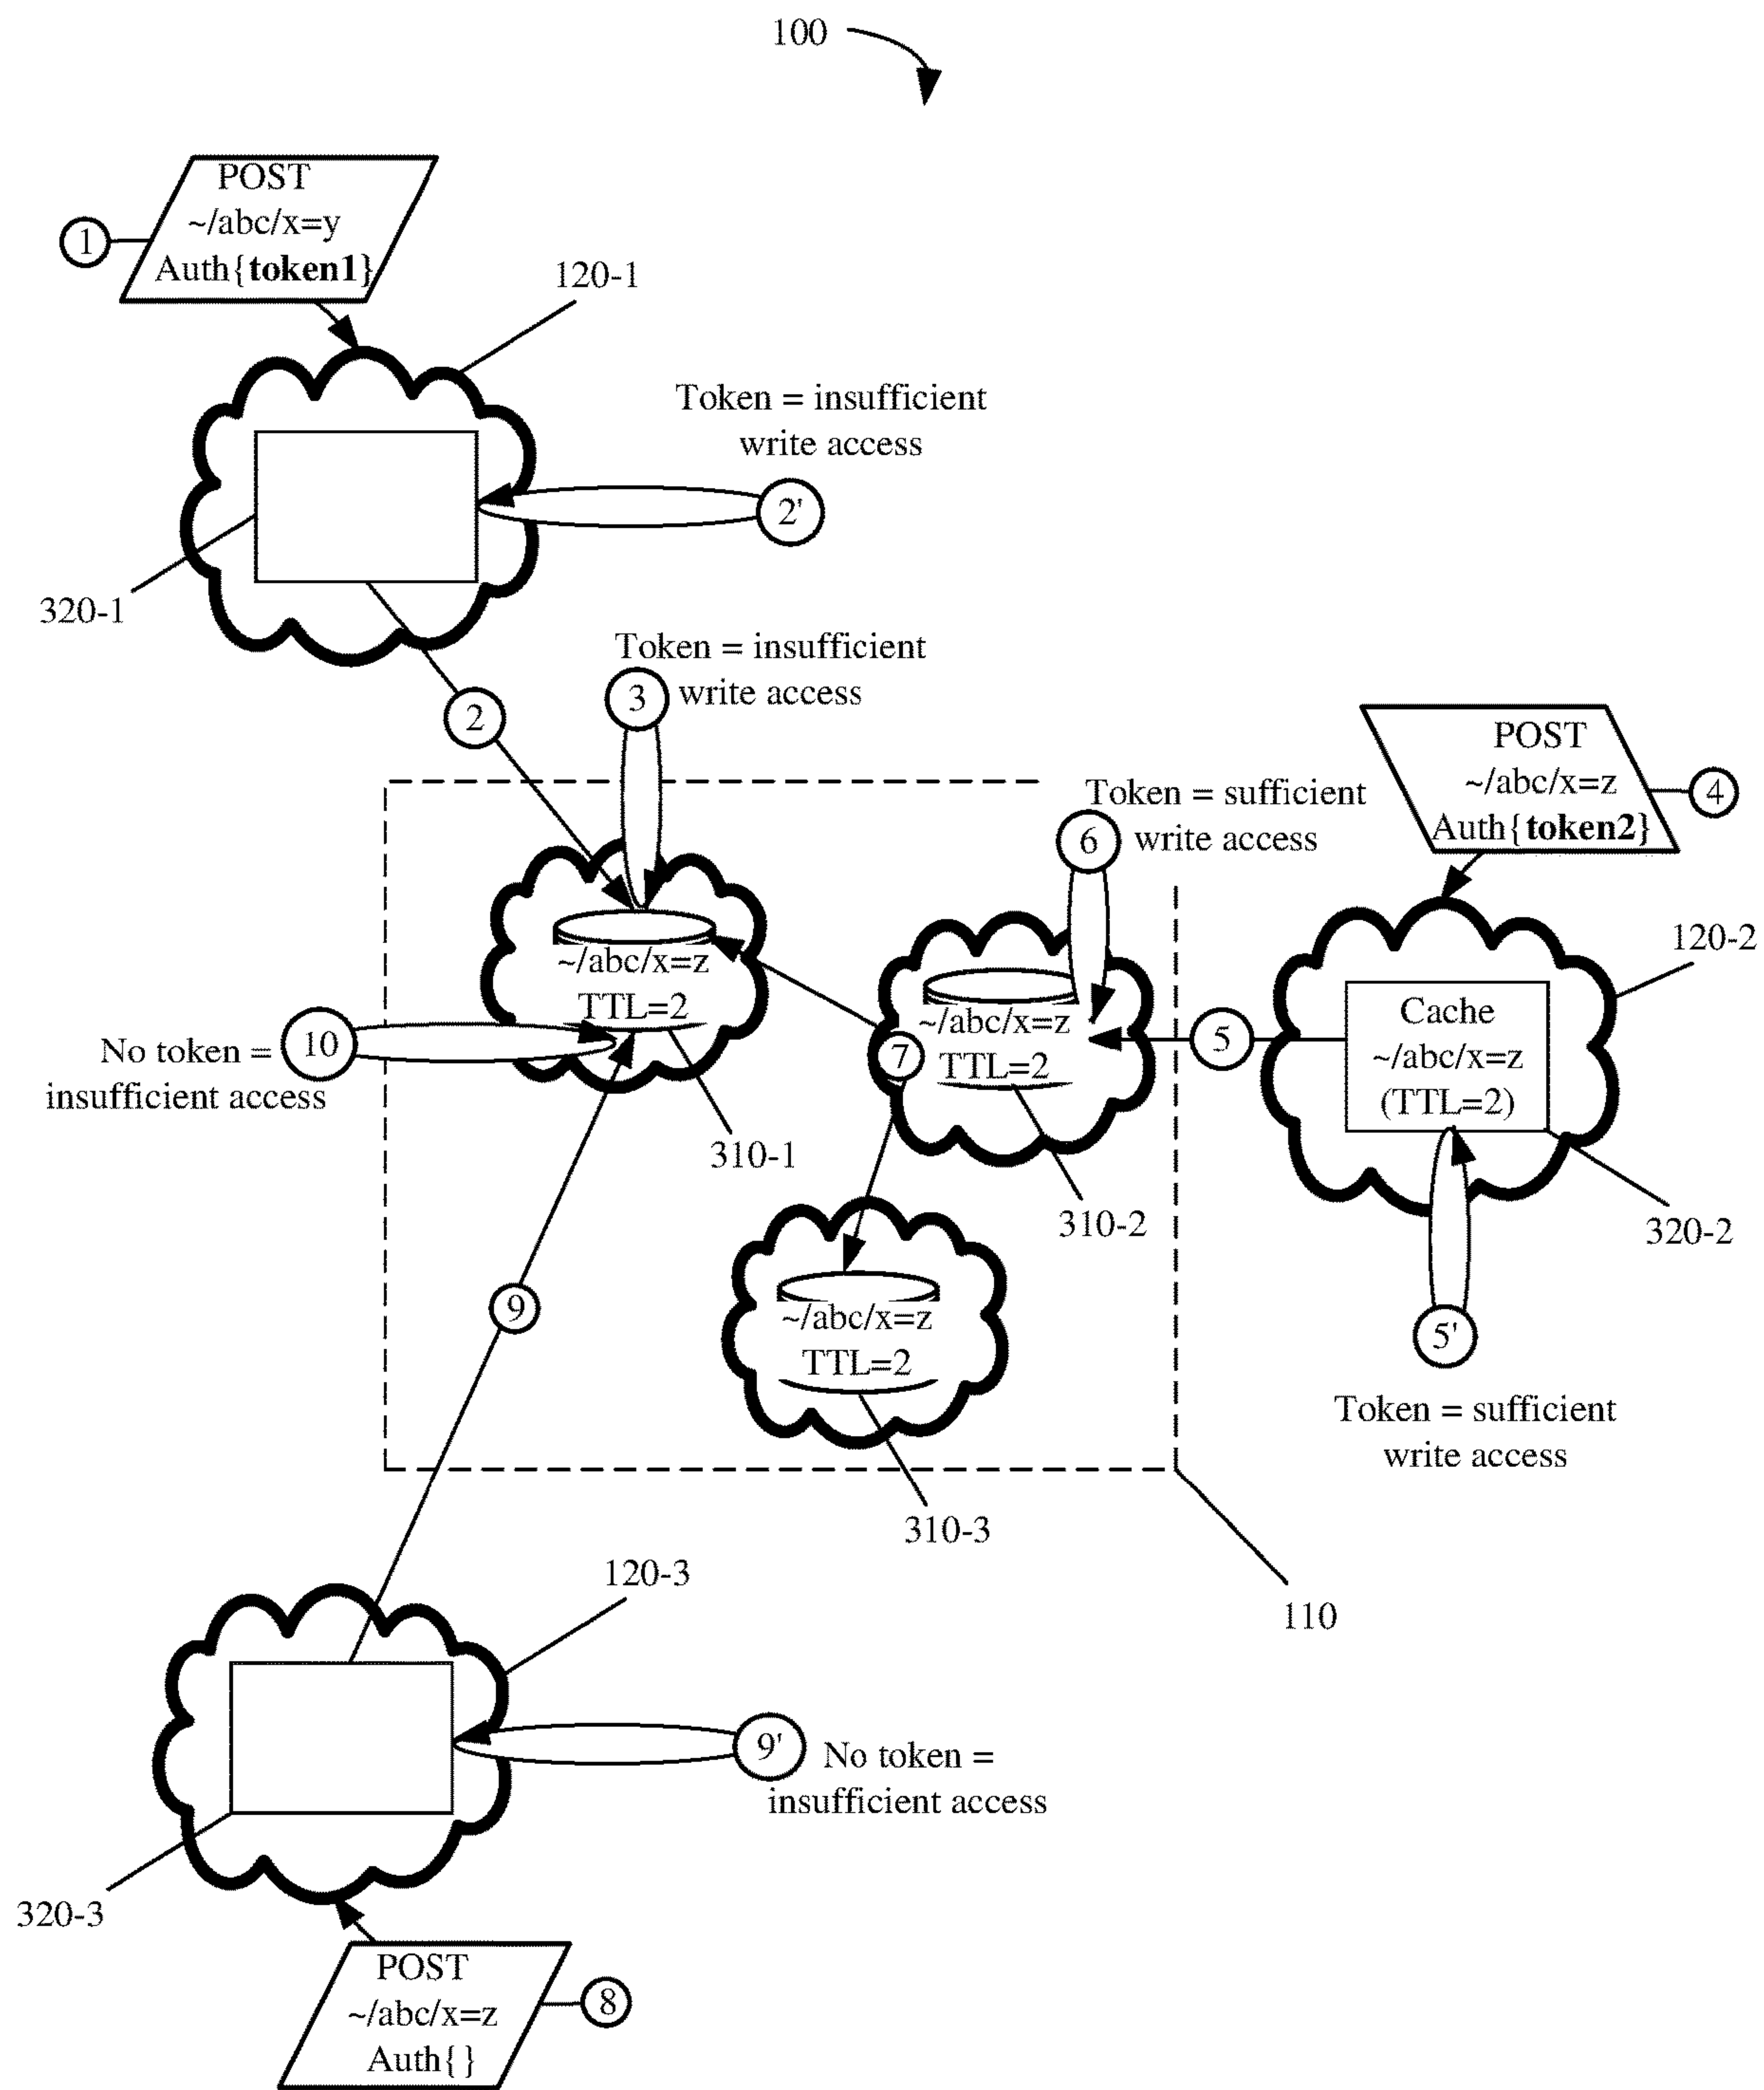 100
POST
~/abc/x=y
Auth{token1}
1
120-1
Token = insufficient
write access
2'
320-1
Token = insufficient
write access
3
2
POST
~/abc/x=z
Auth{token2}
4
Token = sufficient
write access
6
120-2
~/abc/x=z
TTL=2
~/abc/x=z
TTL=2
Cache
~/abc/x=z
(TTL=2)
5
7
10
No token =
insufficient access
310-1
310-2
320-2
9
~/abc/x=z
TTL=2
5'
Token = sufficient
write access
310-3
120-3
110
9'
No token =
insufficient access
320-3
POST
~/abc/x=z
Auth{}
8